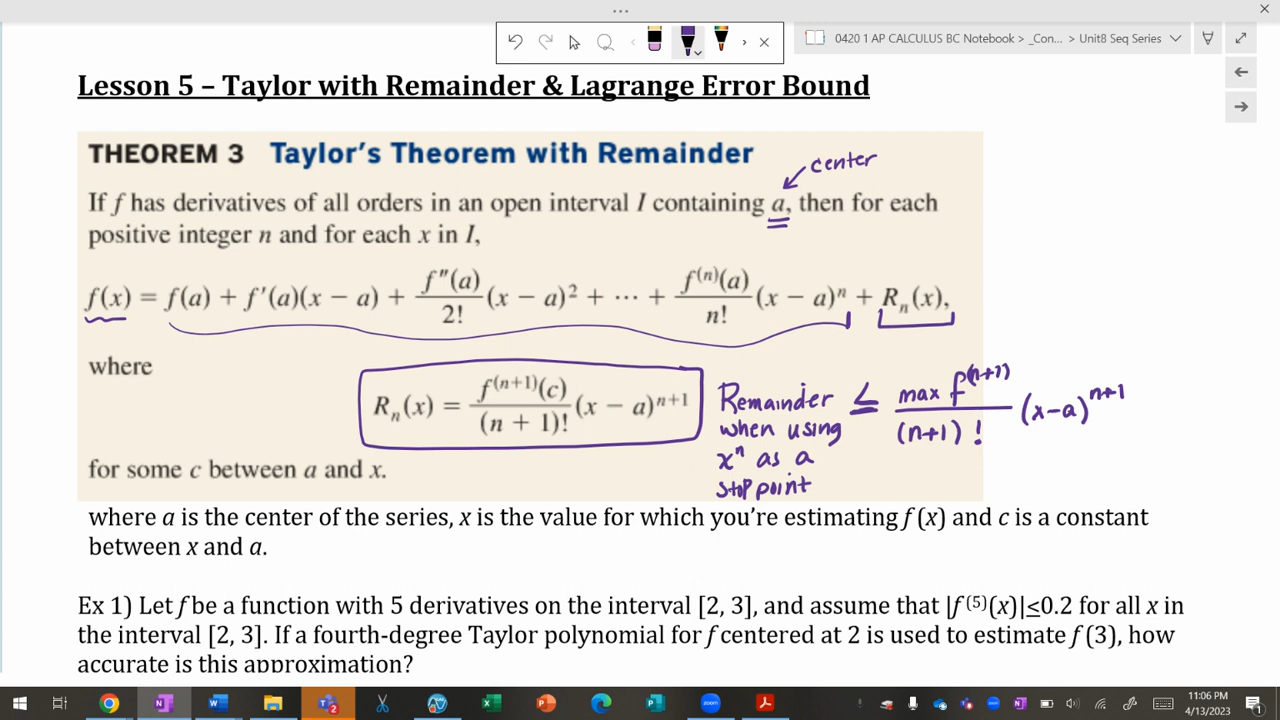 0420 1 AP CALCULUS BC Notebook > _Con... > Unit8 Seq Series
Lesson 5 – Taylor with Remainder & Lagrange Error Bound
THEOREM 3 Taylor's Theorem with Remainder
center
If f has derivatives of all orders in an open interval I containing a, then for each
positive integer n and for each x in I,
f(x) = f(a) + f′(a)(x − a) + f″(a)/2! (x − a)² + ⋯ + f⁽ⁿ⁾(a)/n! (x − a)ⁿ + Rₙ(x),
where
Rₙ(x) = f⁽ⁿ⁺¹⁾(c)/(n + 1)! (x − a)ⁿ⁺¹
Remainder ≤ max f⁽ⁿ⁺¹⁾/(n+1)! (x−a)ⁿ⁺¹
when using
xⁿ as a
stop point
for some c between a and x.
where a is the center of the series, x is the value for which you're estimating f (x) and c is a constant
between x and a.
Ex 1) Let f be a function with 5 derivatives on the interval [2, 3], and assume that |f ⁽⁵⁾(x)|≤0.2 for all x in
the interval [2, 3]. If a fourth-degree Taylor polynomial for f centered at 2 is used to estimate f (3), how
accurate is this approximation?
11:06 PM
4/13/2023